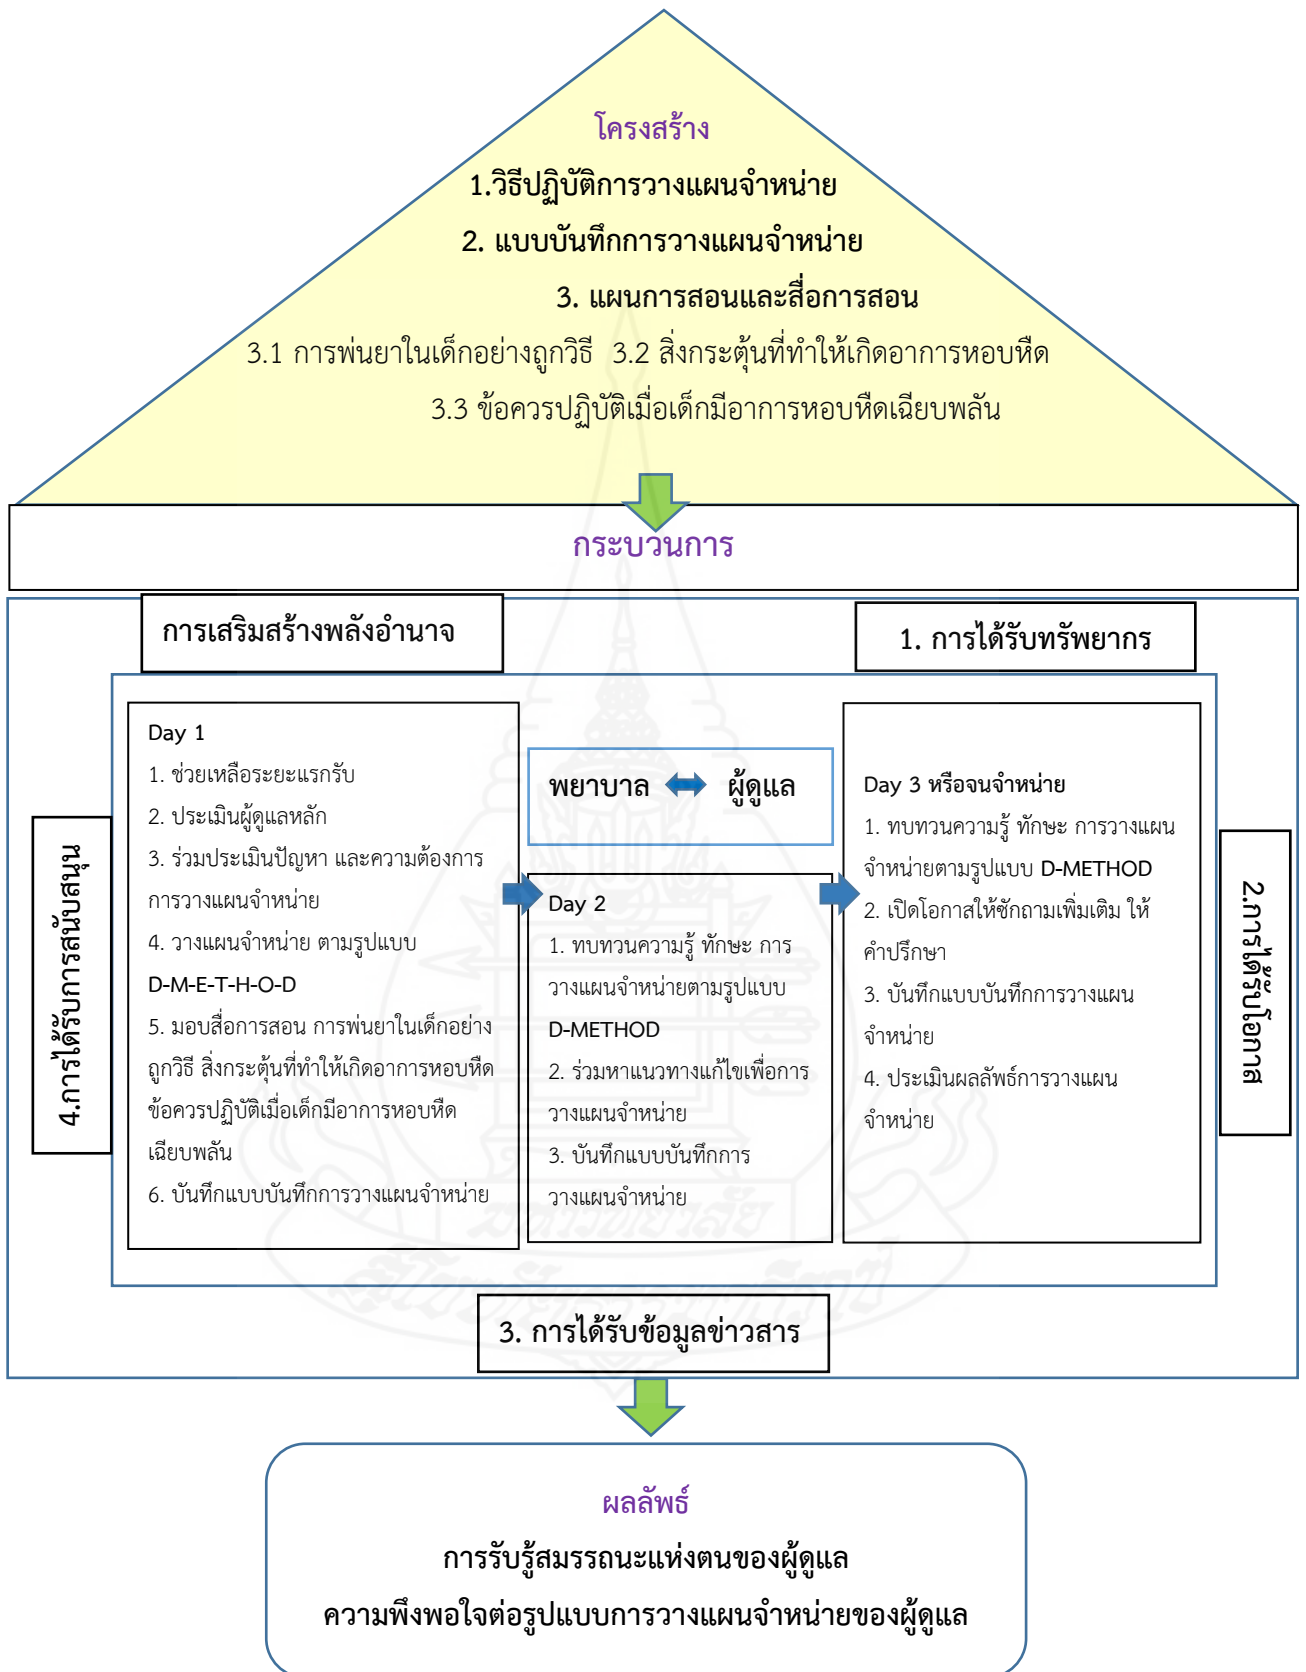 โครงสร้าง
1.วิธีปฏิบัติการวางแผนจำหน่าย
2. แบบบันทึกการวางแผนจำหน่าย
3. แผนการสอนและสื่อการสอน
3.1 การพ่นยาในเด็กอย่างถูกวิธี 3.2 สิ่งกระตุ้นที่ทำให้เกิดอาการหอบหืด
3.3 ข้อควรปฏิบัติเมื่อเด็กมีอาการหอบหืดเฉียบพลัน
กระบวนการ
การเสริมสร้างพลังอำนาจ
1. การได้รับทรัพยากร
Day 1
1. ช่วยเหลือระยะแรกรับ
2. ประเมินผู้ดูแลหลัก
3. ร่วมประเมินปัญหา และความต้องการ
การวางแผนจำหน่าย
4. วางแผนจำหน่าย ตามรูปแบบ
D-M-E-T-H-O-D
5. มอบสื่อการสอน การพ่นยาในเด็กอย่าง
ถูกวิธี สิ่งกระตุ้นที่ทำให้เกิดอาการหอบหืด
ข้อควรปฏิบัติเมื่อเด็กมีอาการหอบหืด
เฉียบพลัน
6. บันทึกแบบบันทึกการวางแผนจำหน่าย
พยาบาล ผู้ดูแล
Day 2
1. ทบทวนความรู้ ทักษะ การ
วางแผนจำหน่ายตามรูปแบบ
D-METHOD
2. ร่วมหาแนวทางแก้ไขเพื่อการ
วางแผนจำหน่าย
3. บันทึกแบบบันทึกการ
วางแผนจำหน่าย
Day 3 หรือจนจำหน่าย
1. ทบทวนความรู้ ทักษะ การวางแผน
จำหน่ายตามรูปแบบ D-METHOD
2. เปิดโอกาสให้ซักถามเพิ่มเติม ให้
คำปรึกษา
3. บันทึกแบบบันทึกการวางแผน
จำหน่าย
4. ประเมินผลลัพธ์การวางแผน
จำหน่าย
2.การได้รับโอกาส
3. การได้รับข้อมูลข่าวสาร
4.การได้รับการสนับสนุน
มหาวิทยาลัย
สุโขทัยธรรมาธิราช
ผลลัพธ์
การรับรู้สมรรถนะแห่งตนของผู้ดูแล
ความพึงพอใจต่อรูปแบบการวางแผนจำหน่ายของผู้ดูแล